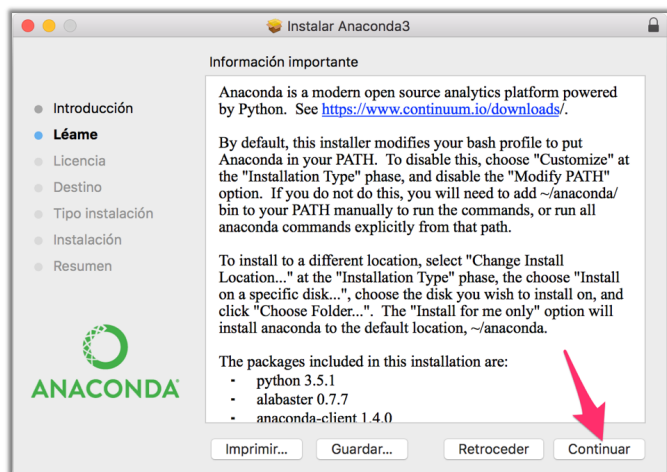 Instalar Anaconda3
Información importante
Introducción
Léame
Licencia
Destino
Tipo instalación
Instalación
Resumen
ANACONDA
Anaconda is a modern open source analytics platform powered
by Python.  See https://www.continuum.io/downloads/.
By default, this installer modifies your bash profile to put
Anaconda in your PATH.  To disable this, choose "Customize" at
the "Installation Type" phase, and disable the "Modify PATH"
option.  If you do not do this, you will need to add ~/anaconda/
bin to your PATH manually to run the commands, or run all
anaconda commands explicitly from that path.
To install to a different location, select "Change Install
Location..." at the "Installation Type" phase, the choose "Install
on a specific disk...", choose the disk you wish to install on, and
click "Choose Folder...".  The "Install for me only" option will
install anaconda to the default location, ~/anaconda.
The packages included in this installation are:
- python 3.5.1
- alabaster 0.7.7
- anaconda-client 1.4.0
Imprimir... Guardar... Retroceder Continuar